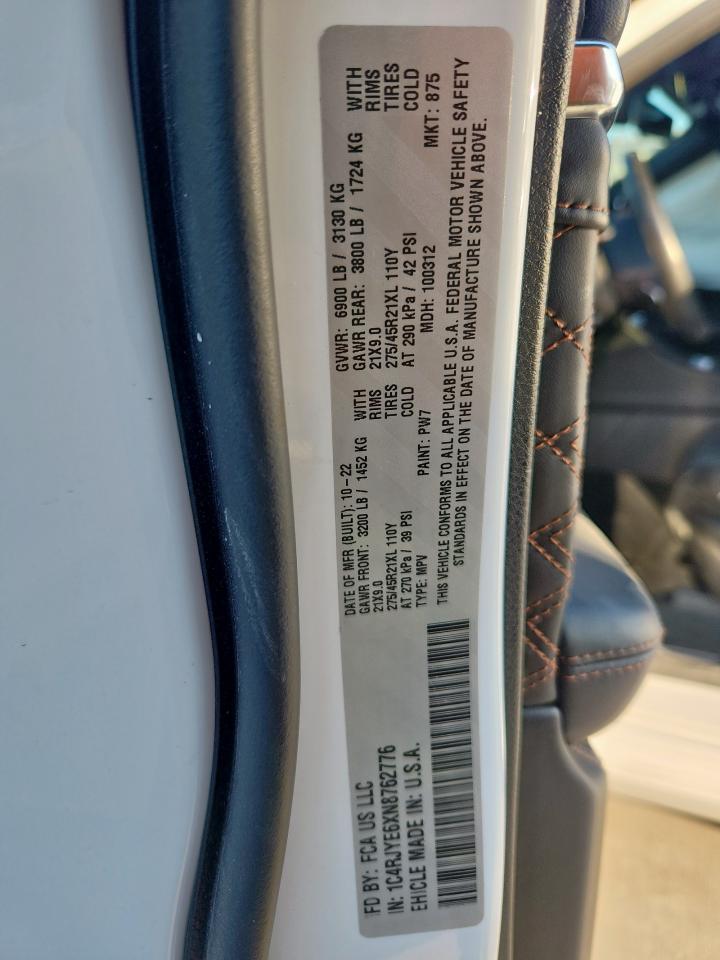 FD BY: FCA US LLC
IN: 1C4RJYE6XN8762776
EHICLE MADE IN: U.S.A.
DATE OF MFR (BUILT): 10-22
GAWR FRONT: 3200 LB / 1452 KG WITH
21X9.0 RIMS
275/45R21XL 110Y TIRES
AT 270 kPa / 39 PSI COLD
TYPE: MPV PAINT: PW7
GVWR: 6900 LB / 3130 KG
GAWR REAR: 3800 LB / 1724 KG WITH
21X9.0 RIMS
275/45R21XL 110Y TIRES
AT 290 kPa / 42 PSI COLD
MDH: 100312 MKT: 875
THIS VEHICLE CONFORMS TO ALL APPLICABLE U.S.A. FEDERAL MOTOR VEHICLE SAFETY
STANDARDS IN EFFECT ON THE DATE OF MANUFACTURE SHOWN ABOVE.